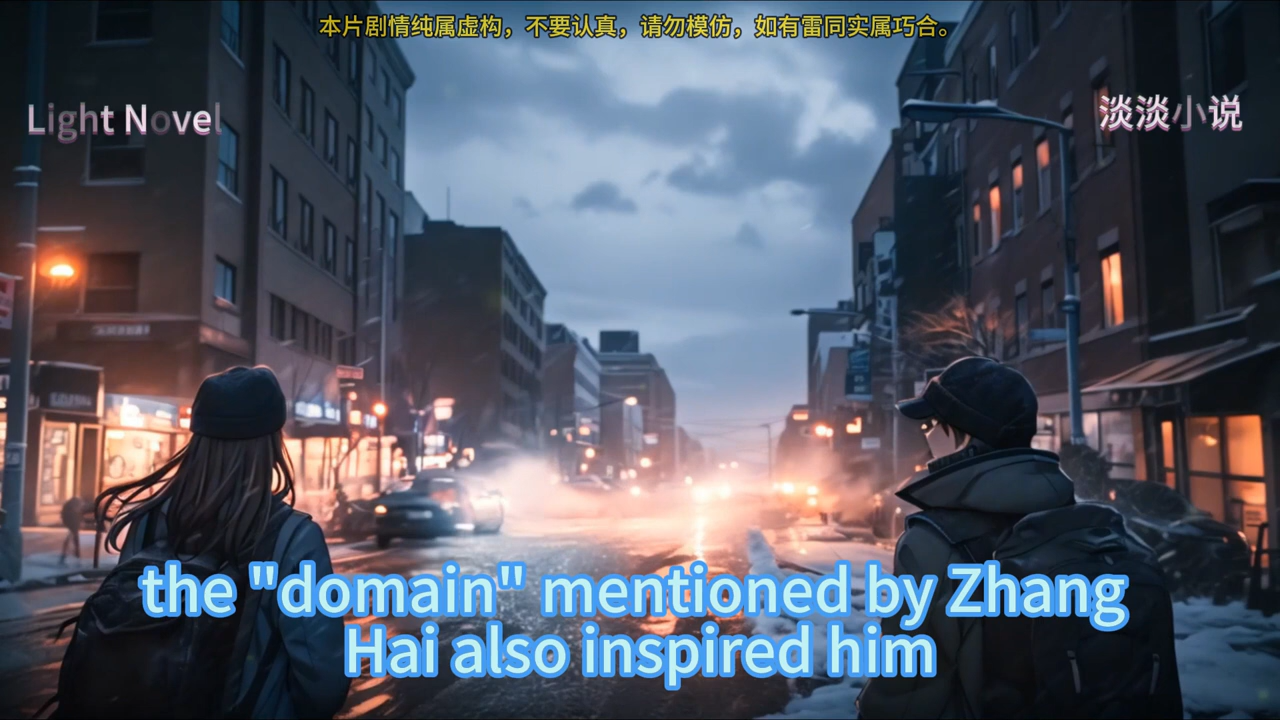 本片剧情纯属虚构，不要认真，请勿模仿，如有雷同实属巧合。
Light Novel
淡淡小说
the "domain" mentioned by Zhang
Hai also inspired him